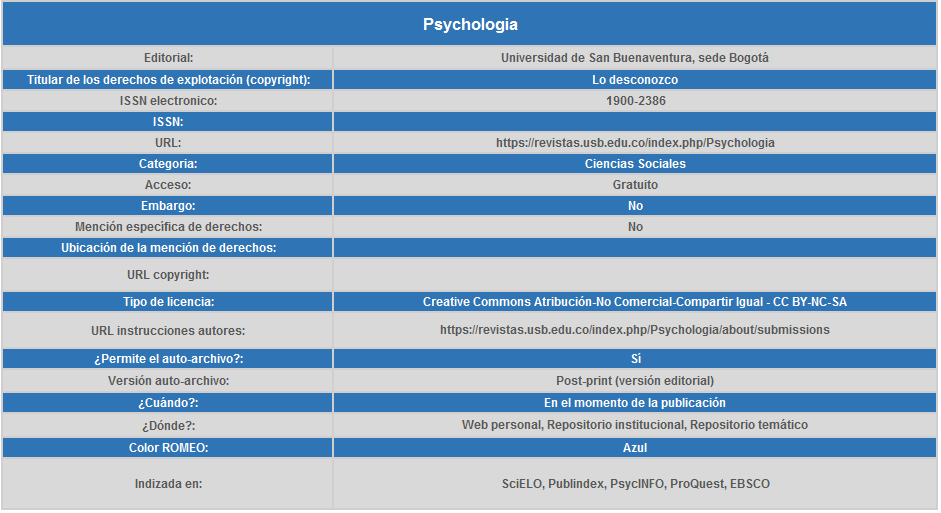 Psychologia
Editorial: Universidad de San Buenaventura, sede Bogotá
Titular de los derechos de explotación (copyright): Lo desconozco
ISSN electronico: 1900-2386
ISSN:
URL: https://revistas.usb.edu.co/index.php/Psychologia
Categoria: Ciencias Sociales
Acceso: Gratuito
Embargo: No
Mención específica de derechos: No
Ubicación de la mención de derechos:
URL copyright:
Tipo de licencia: Creative Commons Atribución-No Comercial-Compartir Igual - CC BY-NC-SA
URL instrucciones autores: https://revistas.usb.edu.co/index.php/Psychologia/about/submissions
¿Permite el auto-archivo?: Sí
Versión auto-archivo: Post-print (versión editorial)
¿Cuándo?: En el momento de la publicación
¿Dónde?: Web personal, Repositorio institucional, Repositorio temático
Color ROMEO: Azul
Indizada en: SciELO, Publindex, PsycINFO, ProQuest, EBSCO